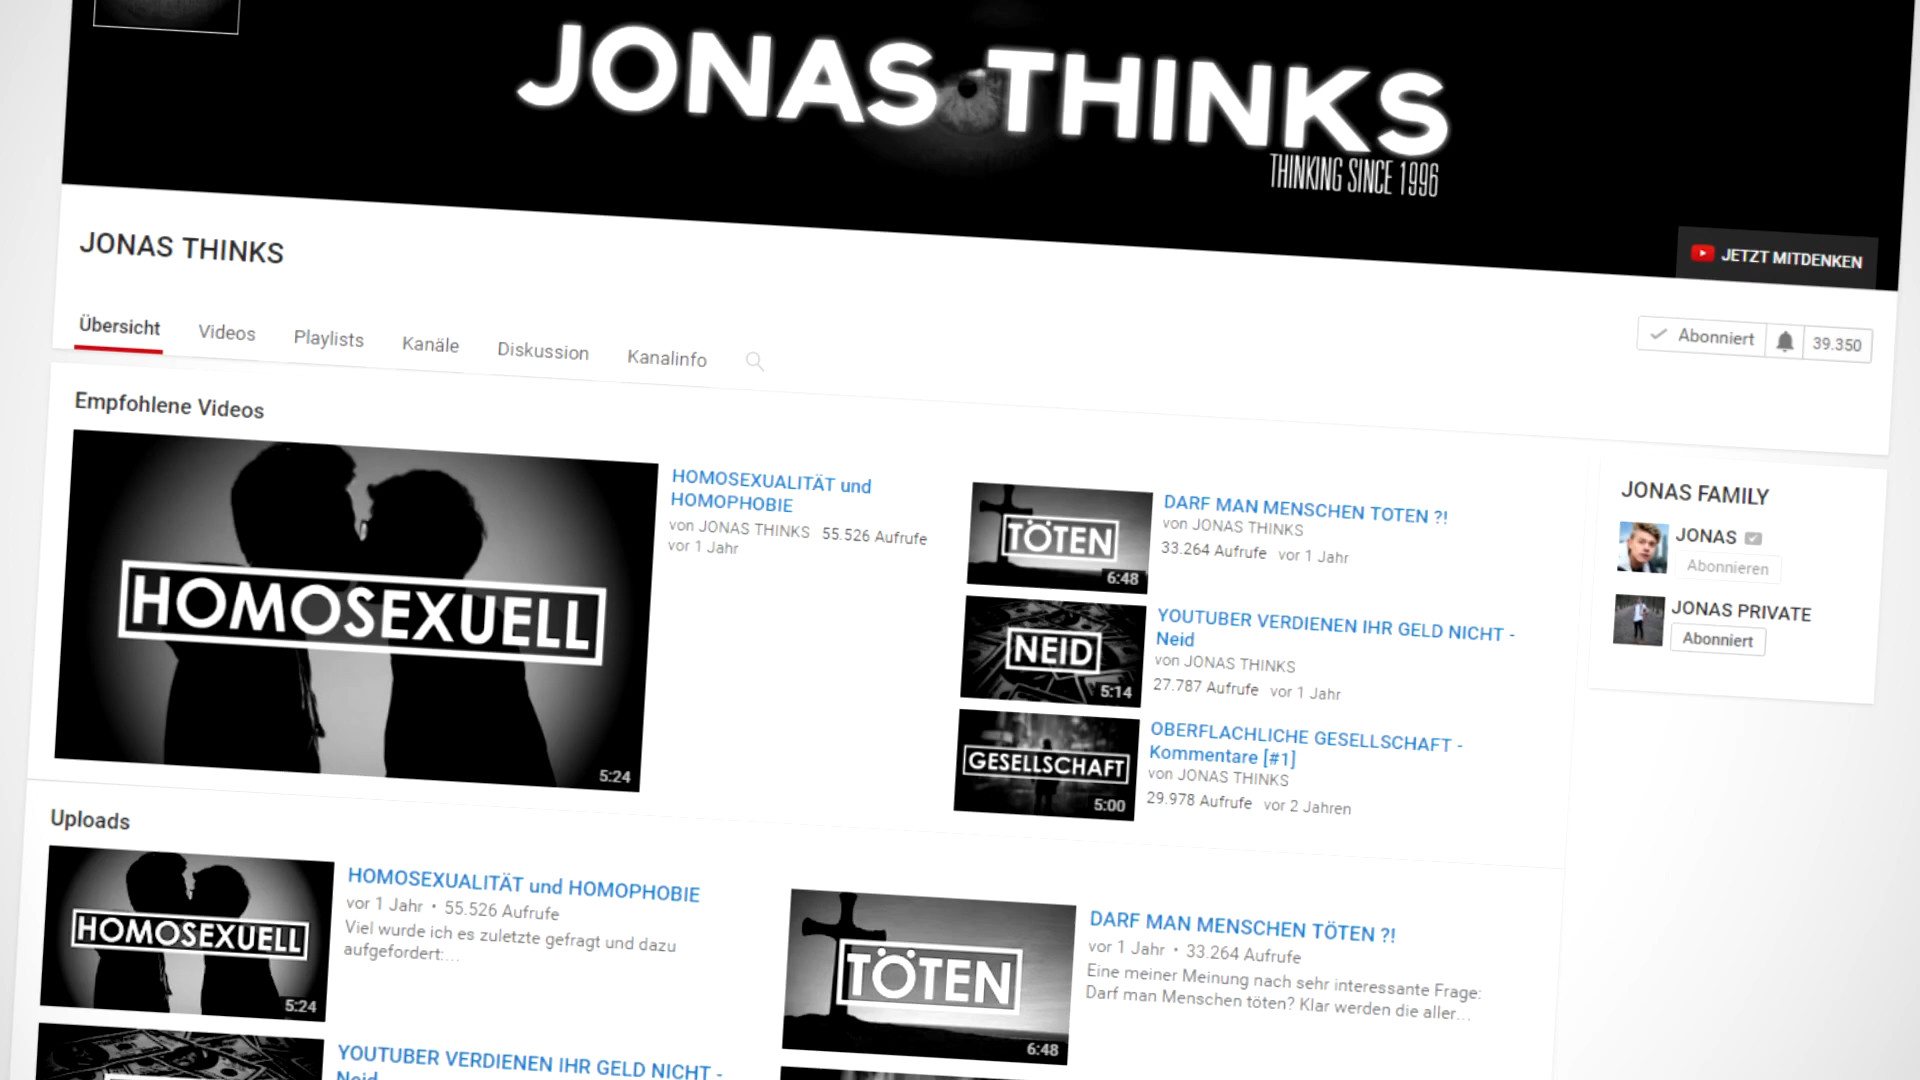 JONAS THINKS
THINKING SINCE 1996
JETZT MITDENKEN
JONAS THINKS
Abonniert 39.350
Übersicht Videos Playlists Kanäle Diskussion Kanalinfo
Empfohlene Videos
HOMOSEXUELL
5:24
HOMOSEXUALITÄT und
HOMOPHOBIE
von JONAS THINKS 55.526 Aufrufe
vor 1 Jahr
TÖTEN
6:48
DARF MAN MENSCHEN TÖTEN ?!
von JONAS THINKS
33.264 Aufrufe vor 1 Jahr
NEID
5:14
YOUTUBER VERDIENEN IHR GELD NICHT -
Neid
von JONAS THINKS
27.787 Aufrufe vor 1 Jahr
GESELLSCHAFT
5:00
OBERFLÄCHLICHE GESELLSCHAFT -
Kommentare [#1]
von JONAS THINKS
29.978 Aufrufe vor 2 Jahren
JONAS FAMILY
JONAS
Abonnieren
JONAS PRIVATE
Abonniert
Uploads
HOMOSEXUELL
5:24
HOMOSEXUALITÄT und HOMOPHOBIE
vor 1 Jahr • 55.526 Aufrufe
Viel wurde ich es zuletzte gefragt und dazu
aufgefordert:...
TÖTEN
6:48
DARF MAN MENSCHEN TÖTEN ?!
vor 1 Jahr • 33.264 Aufrufe
Eine meiner Meinung nach sehr interessante Frage:
Darf man Menschen töten? Klar werden die aller...
YOUTUBER VERDIENEN IHR GELD NICHT -
Neid